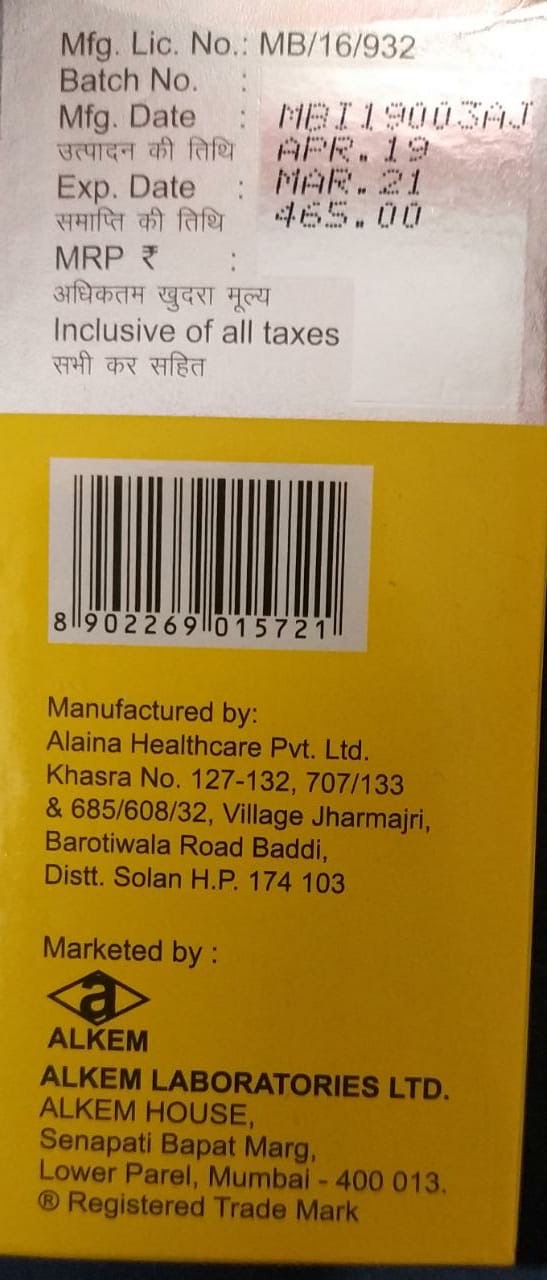 Mfg. Lic. No.: MB/16/932
Batch No. :
Mfg. Date : MBI19003AJ
उत्पादन की तिथि APR.19
Exp. Date : MAR.21
समाप्ति की तिथि 465.00
MRP ₹ :
अधिकतम खुदरा मूल्य
Inclusive of all taxes
सभी कर सहित
8 902269 015721
Manufactured by:
Alaina Healthcare Pvt. Ltd.
Khasra No. 127-132, 707/133
& 685/608/32, Village Jharmajri,
Barotiwala Road Baddi,
Distt. Solan H.P. 174 103
Marketed by :
a
ALKEM
ALKEM LABORATORIES LTD.
ALKEM HOUSE,
Senapati Bapat Marg,
Lower Parel, Mumbai - 400 013.
® Registered Trade Mark